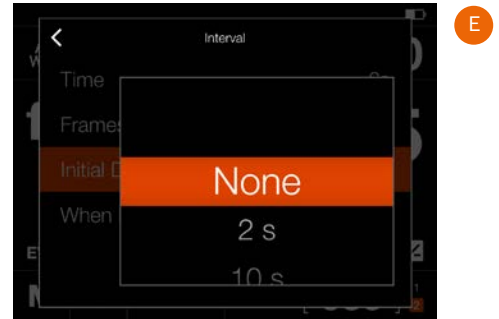 E
Interval
Time
Frames
Initial D
None
When
2 s
10 s